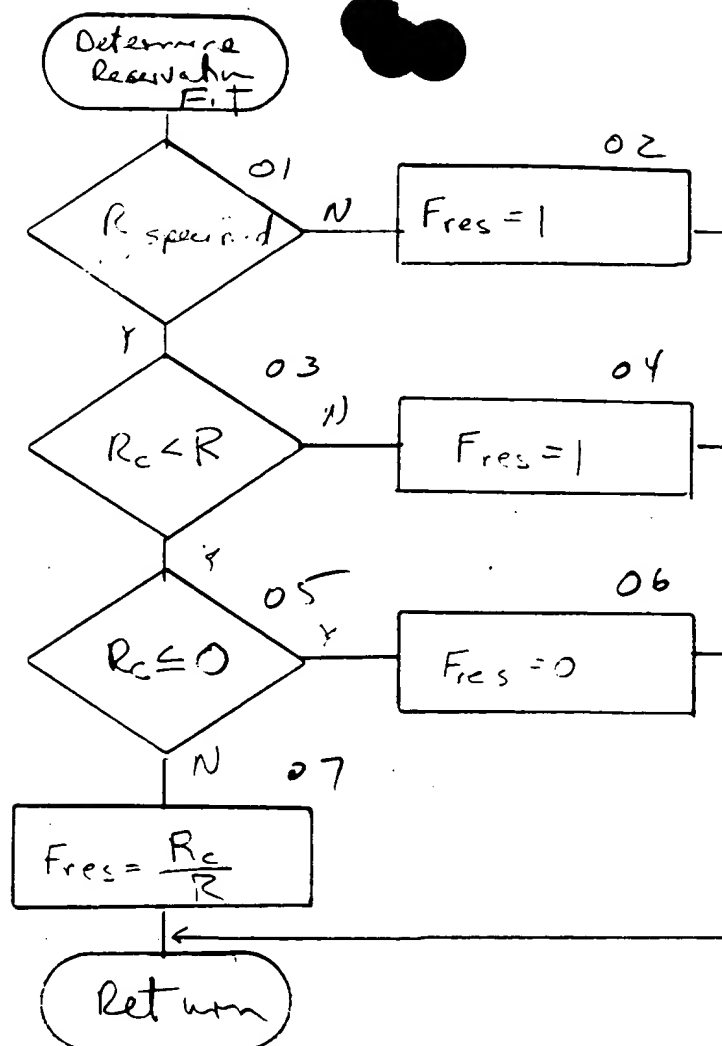 Determine
Reservation
FIT
01
R specified
N
02
Fres = 1
Y
03
Rc < R
N
04
Fres = 1
Y
05
Rc ≤ 0
Y
06
Fres = 0
N
07
Fres = Rc/R
Return